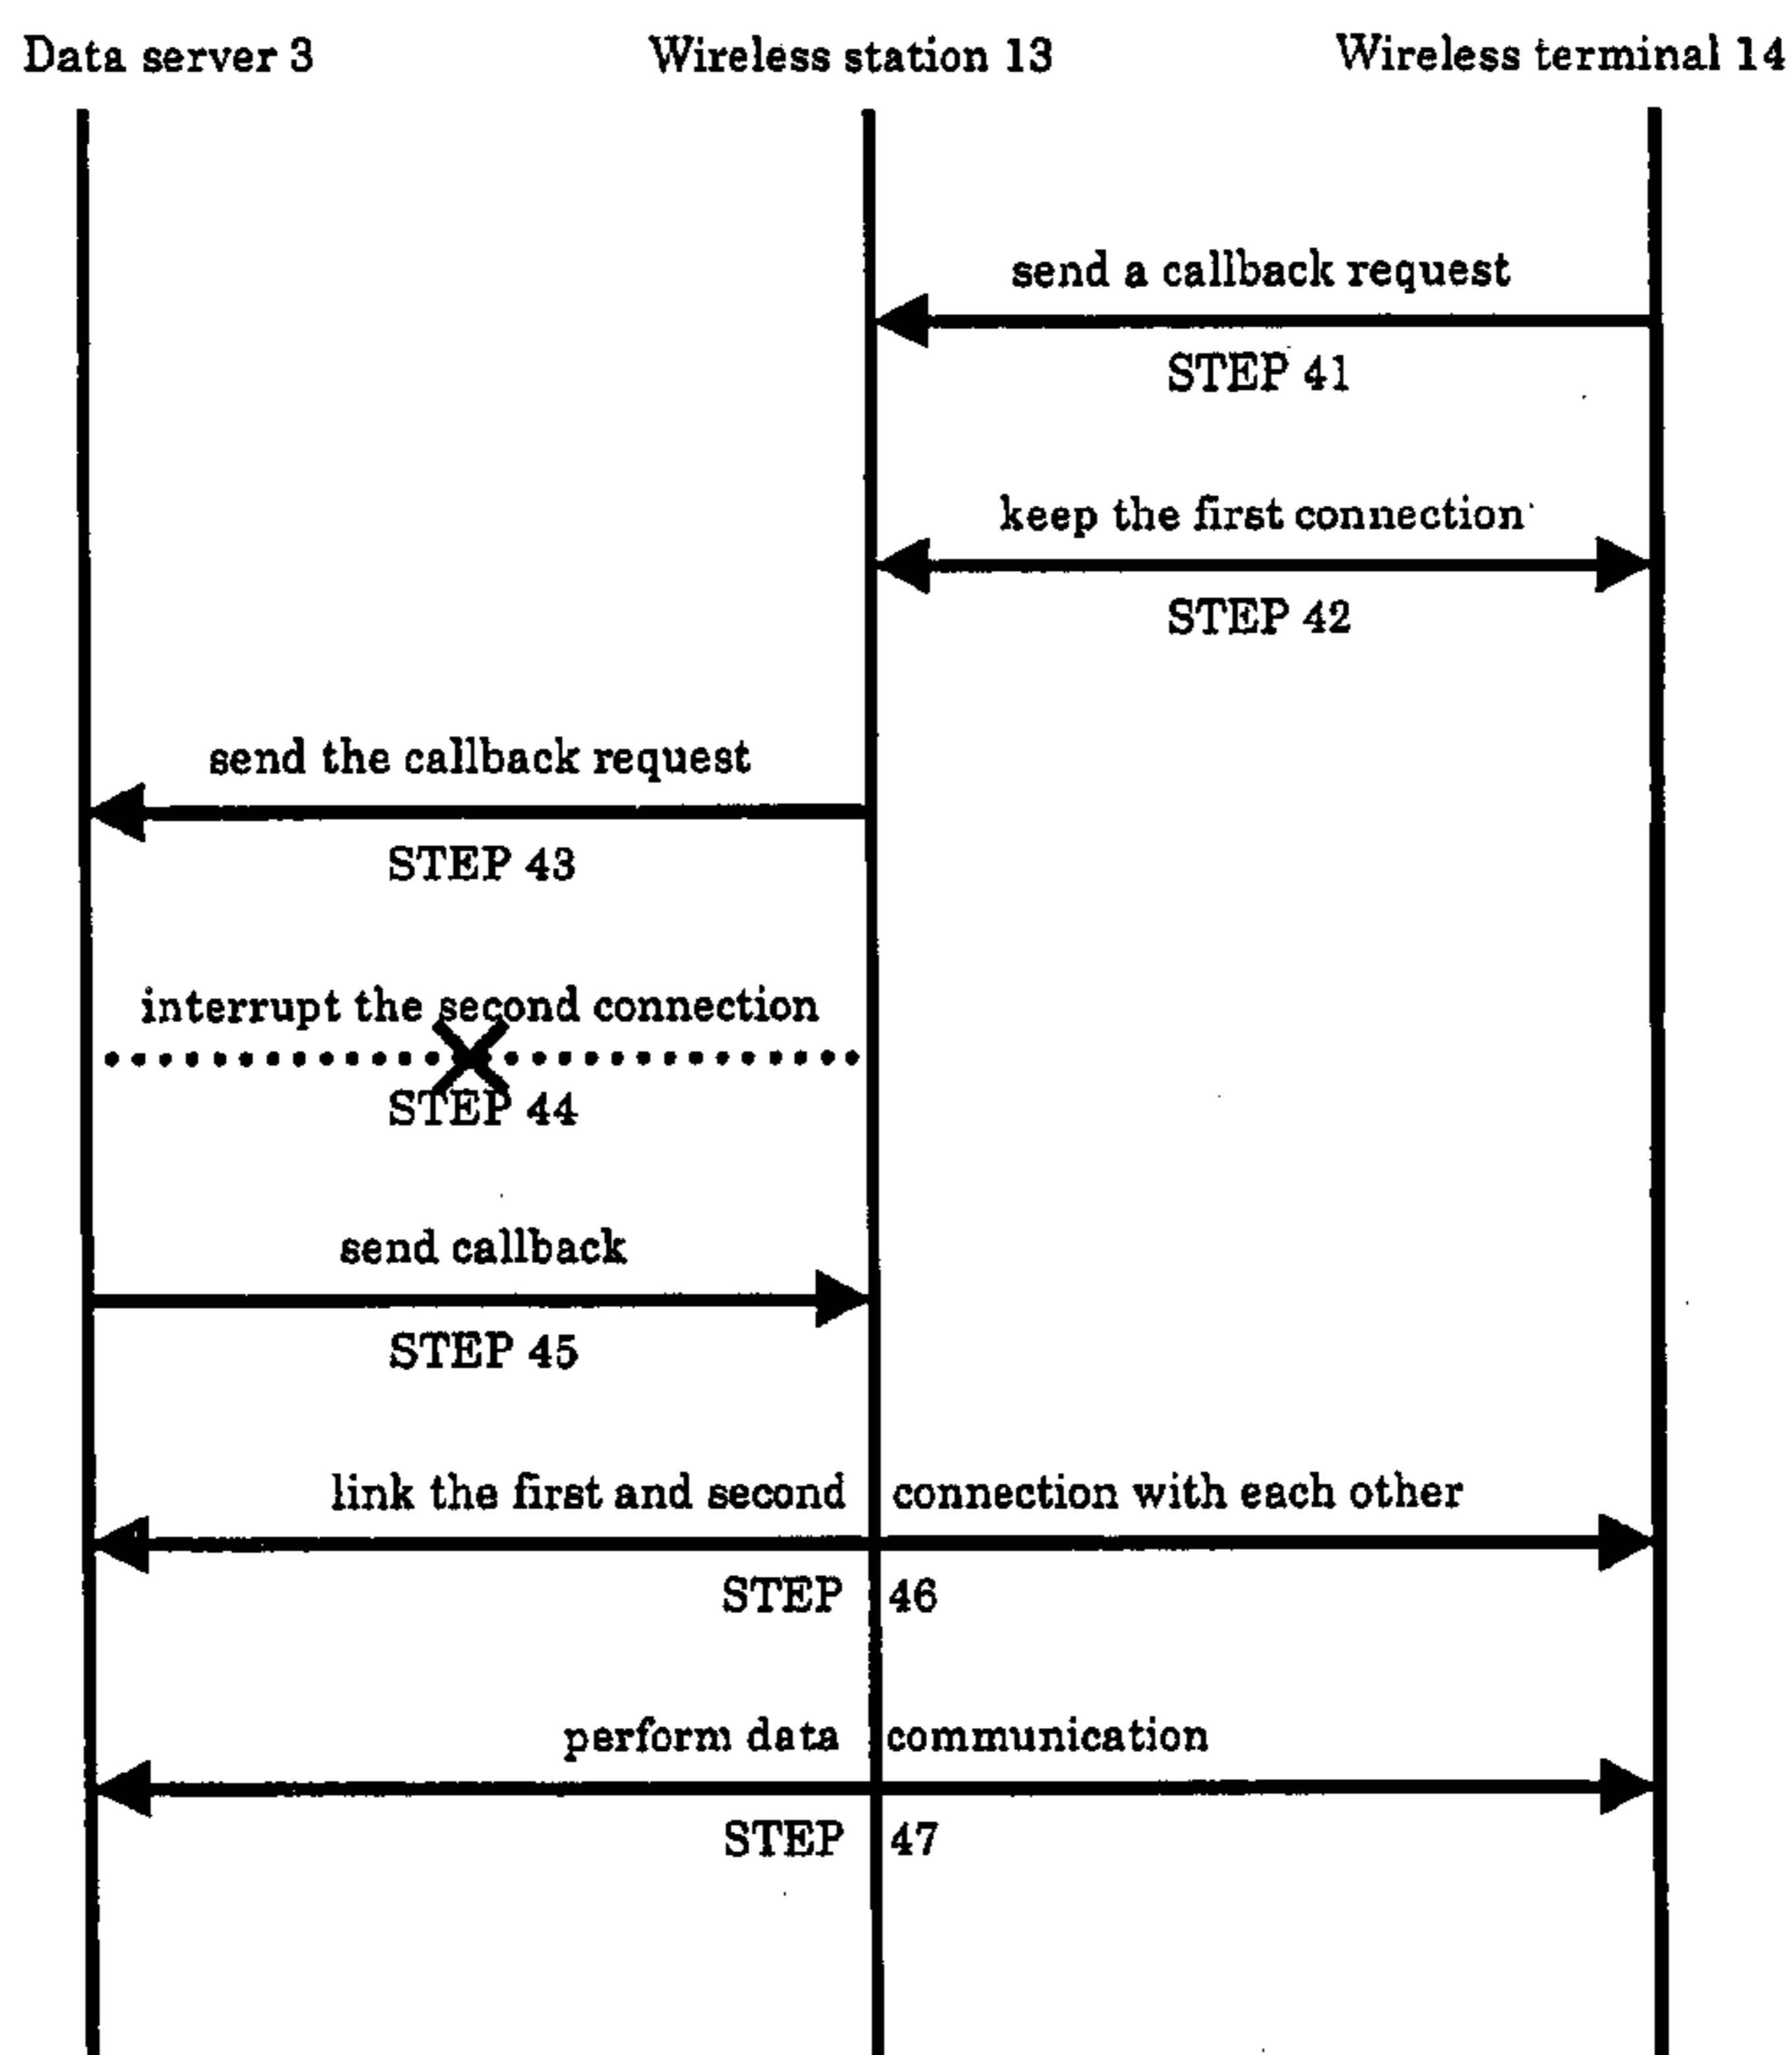 Data server 3 Wireless station 13 Wireless terminal 14
send a callback request
STEP 41
keep the first connection
STEP 42
send the callback request
STEP 43
interrupt the second connection
STEP 44
send callback
STEP 45
link the first and second connection with each other
STEP 46
perform data communication
STEP 47